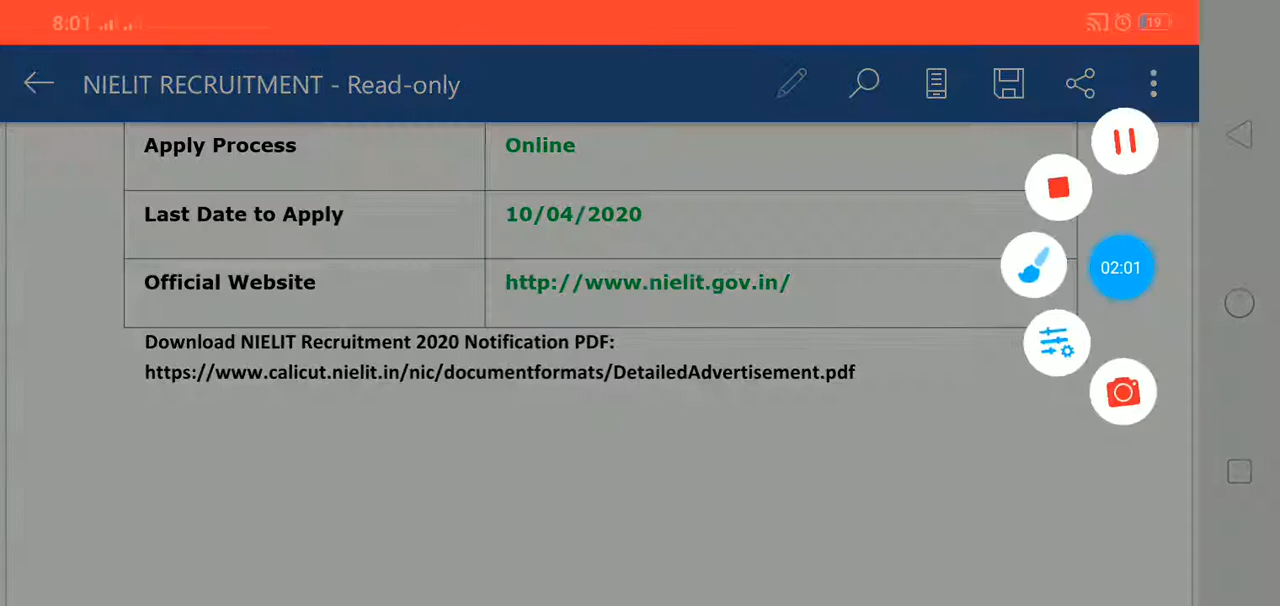 8:01
19
NIELIT RECRUITMENT - Read-only
Apply Process Online
Last Date to Apply 10/04/2020
Official Website http://www.nielit.gov.in/
02:01
Download NIELIT Recruitment 2020 Notification PDF:
https://www.calicut.nielit.in/nic/documentformats/DetailedAdvertisement.pdf